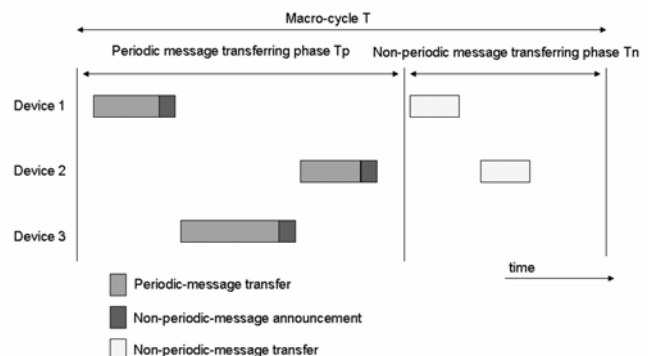 Macro-cycle T
Periodic message transferring phase Tp
Non-periodic message transferring phase Tn
Device 1
Device 2
Device 3
time
Periodic-message transfer
Non-periodic-message announcement
Non-periodic-message transfer